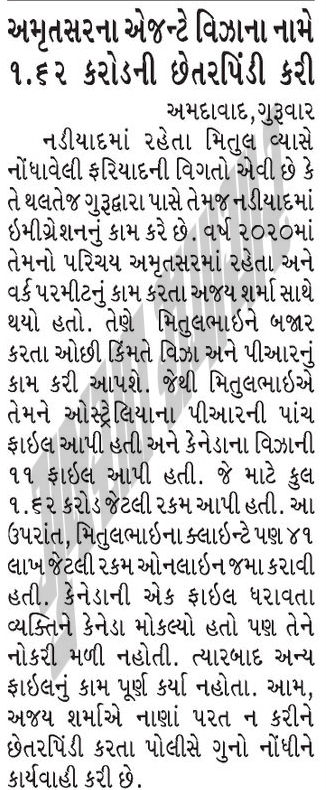 અમૃતસરના એજન્ટે વિઝાના નામે
૧.૬૨ કરોડની છેતરપિંડી કરી
અમદાવાદ,ગુરૂવાર
નડીયાદમાં રહેતા મિતુલ વ્યાસે
નોંધાવેલી ફરિયાદની વિગતો એવી છે કે
તે થલતેજ ગુરૂદ્વારા પાસે તેમજ નડીયાદમાં
ઇમીગ્રેશનનું કામ કરે છે વર્ષ ૨૦૨૦માં
તેમનો પરિચય અમૃતસરમાં રહેતા અને
વર્ક પરમીટનું કામ કરતા અજય શર્મા સાથે
થયો હતો. તેણે મિતુલભાઇને બજાર
કરતા ઓછી કિંમતે વિઝા અને પીઆરનું
કામ કરી આપશે. જેથી મિતુલભાઇએ
તેમને ઓસ્ટ્રેલિયાના પીઆરની પાંચ
ફાઇલ આપી હતી અને કેનેડાના વિઝાની
૧૧ ફાઇલ આપી હતી. જે માટે કુલ
૧.૬૨ કરોડ જેટલી રકમ આપી હતી. આ
ઉપરાંત, મિતુલભાઇના ક્લાઇન્ટે પણ ૪૧
લાખ જેટલી રકમ ઓનલાઇન જમા કરાવી
હતી. કેનેડાની એક ફાઇલ ધરાવતા
વ્યક્તિને કેનેડા મોકલ્યો હતો પણ તેને
નોકરી મળી નહોતી. ત્યારબાદ અન્ય
ફાઇલનું કામ પૂર્ણ કર્યા નહોતા. આમ,
અજય શર્માએ નાણાં પરત ન કરીને
છેતરપિંડી કરતા પોલીસે ગુનો નોંધીને
કાર્યવાહી કરી છે.